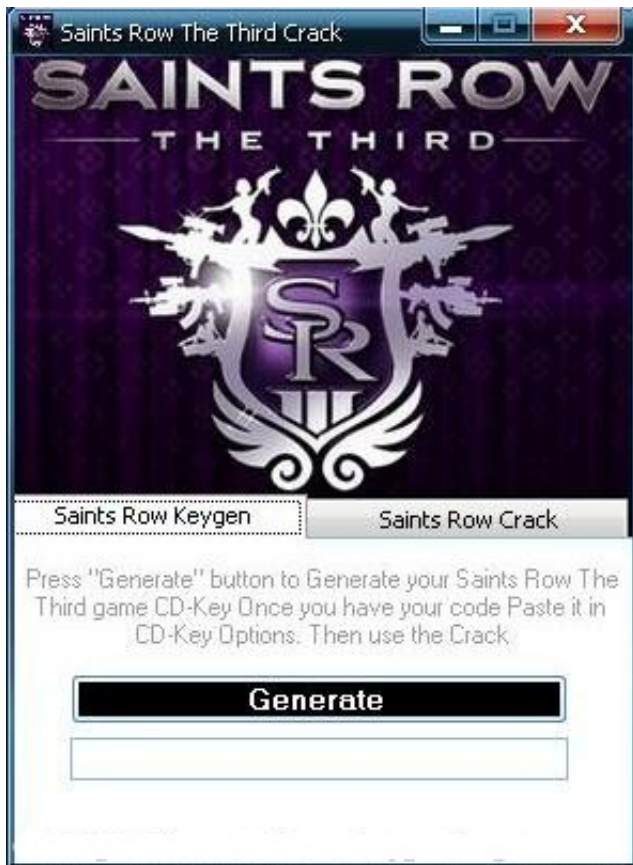 Saints Row The Third Crack
SAINTS ROW
THE THIRD
SR
III
Saints Row Keygen
Saints Row Crack
Press "Generate" button to Generate your Saints Row The
Third game CD-Key Once you have your code Paste it in
CD-Key Options. Then use the Crack
Generate